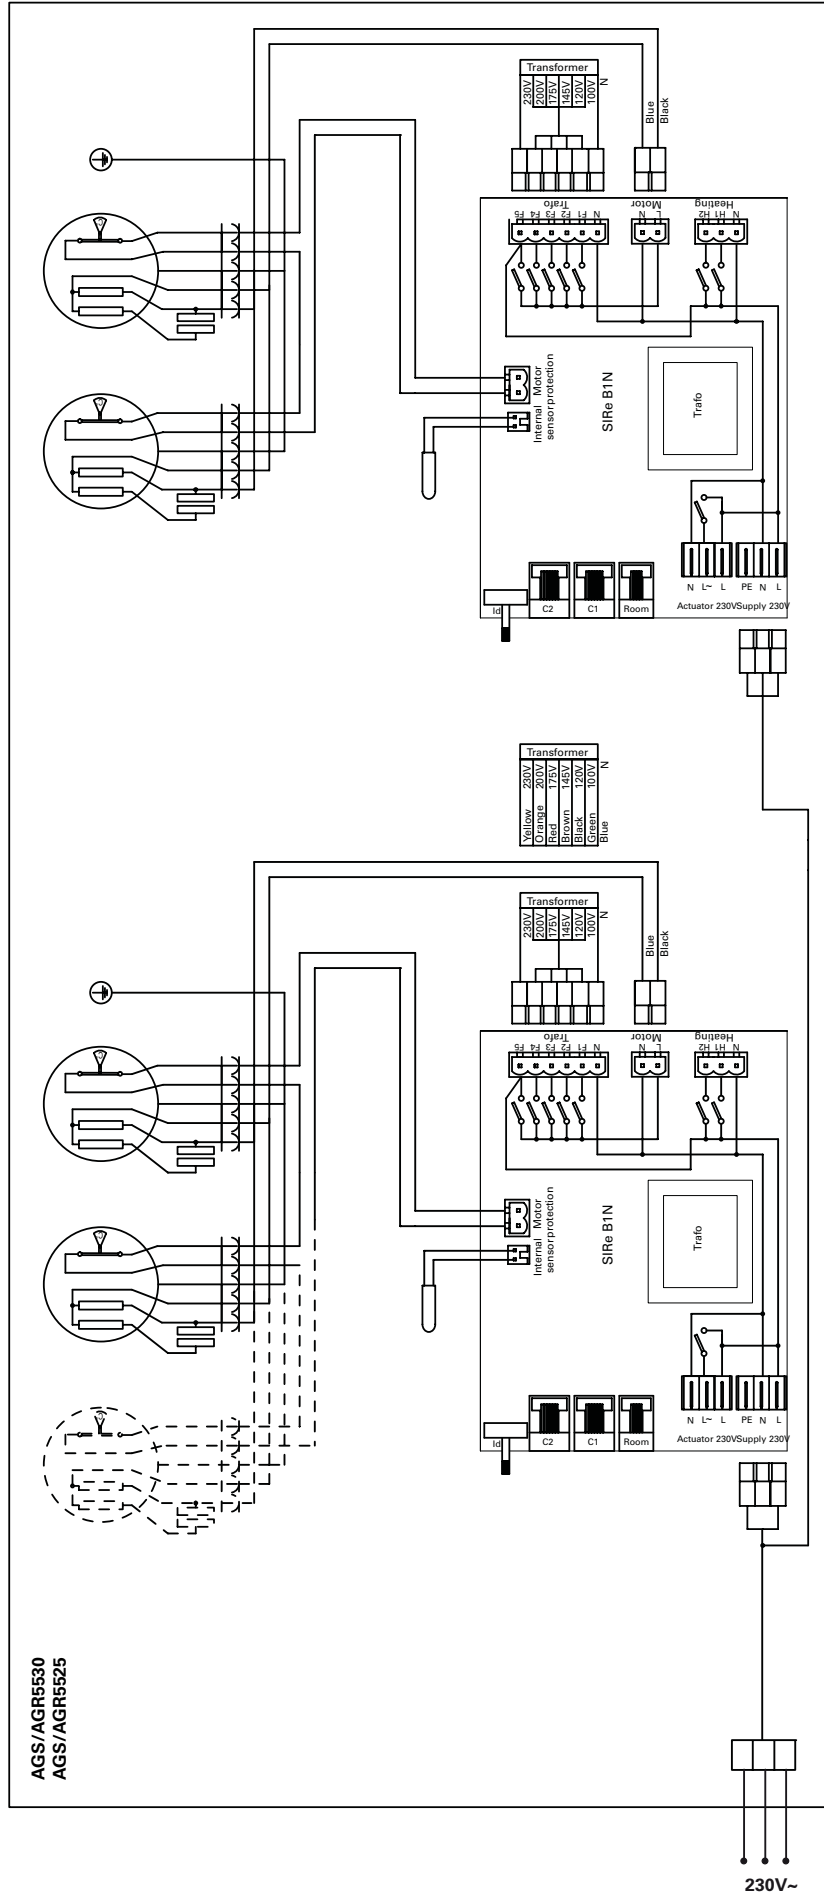 Transformer
230V
200V
175V
145V
120V
100V
N
Blue
Black
Trafo
F5
F4
F3
F2
F1
N
Motor
N
L
Heating
H2
H1
N
Motor
protection
Internal
sensor
SIRe B1N
Trafo
N L~ L PE N L
Actuator 230V Supply 230V
Id
C2
C1
Room
Transformer
Yellow 230V
Orange 200V
Red 175V
Brown 145V
Black 120V
Green 100V
Blue N
Transformer
230V
200V
175V
145V
120V
100V
N
Blue
Black
Trafo
F5
F4
F3
F2
F1
N
Motor
N
L
Heating
H2
H1
N
Motor
protection
Internal
sensor
SIRe B1N
Trafo
N L~ L PE N L
Actuator 230V Supply 230V
Id
C2
C1
Room
AGS/AGR5530
AGS/AGR5525
230V~